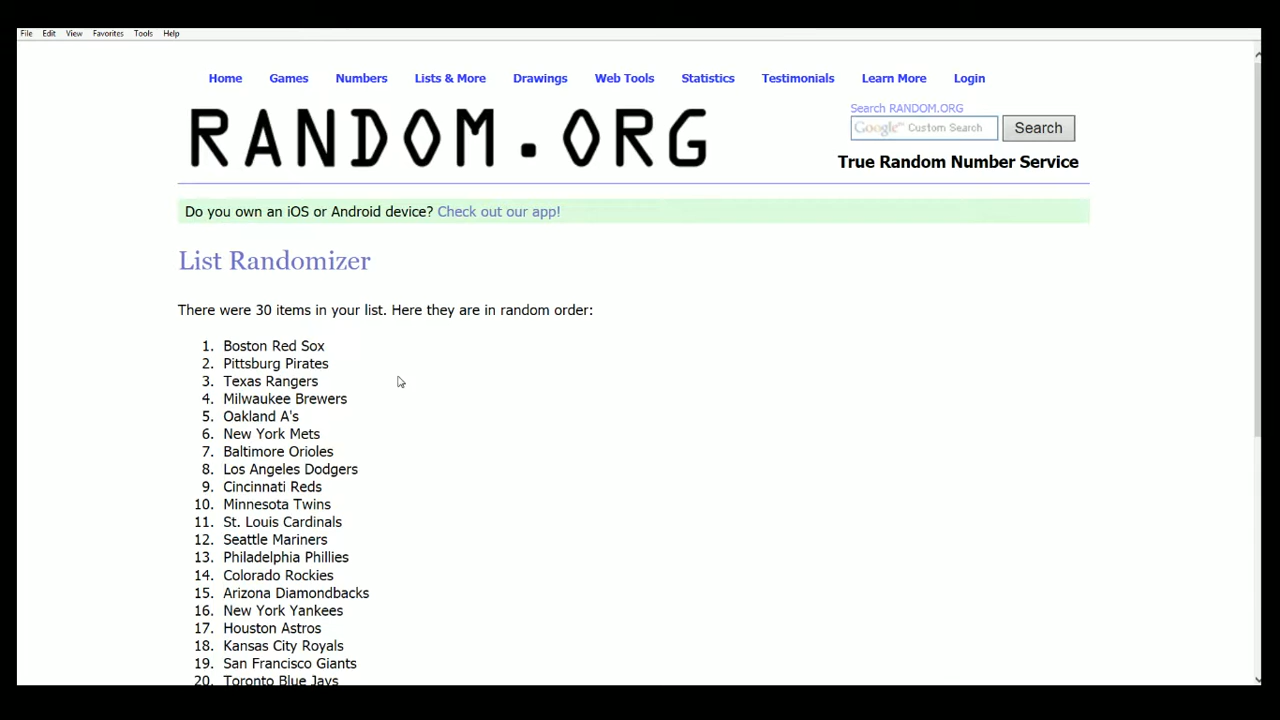 File Edit View Favorites Tools Help
Home Games Numbers Lists & More Drawings Web Tools Statistics Testimonials Learn More Login
RANDOM.ORG
Search RANDOM.ORG
Google™ Custom Search Search
True Random Number Service
Do you own an iOS or Android device? Check out our app!
List Randomizer
There were 30 items in your list. Here they are in random order:
1. Boston Red Sox
2. Pittsburg Pirates
3. Texas Rangers
4. Milwaukee Brewers
5. Oakland A's
6. New York Mets
7. Baltimore Orioles
8. Los Angeles Dodgers
9. Cincinnati Reds
10. Minnesota Twins
11. St. Louis Cardinals
12. Seattle Mariners
13. Philadelphia Phillies
14. Colorado Rockies
15. Arizona Diamondbacks
16. New York Yankees
17. Houston Astros
18. Kansas City Royals
19. San Francisco Giants
20. Toronto Blue Jays